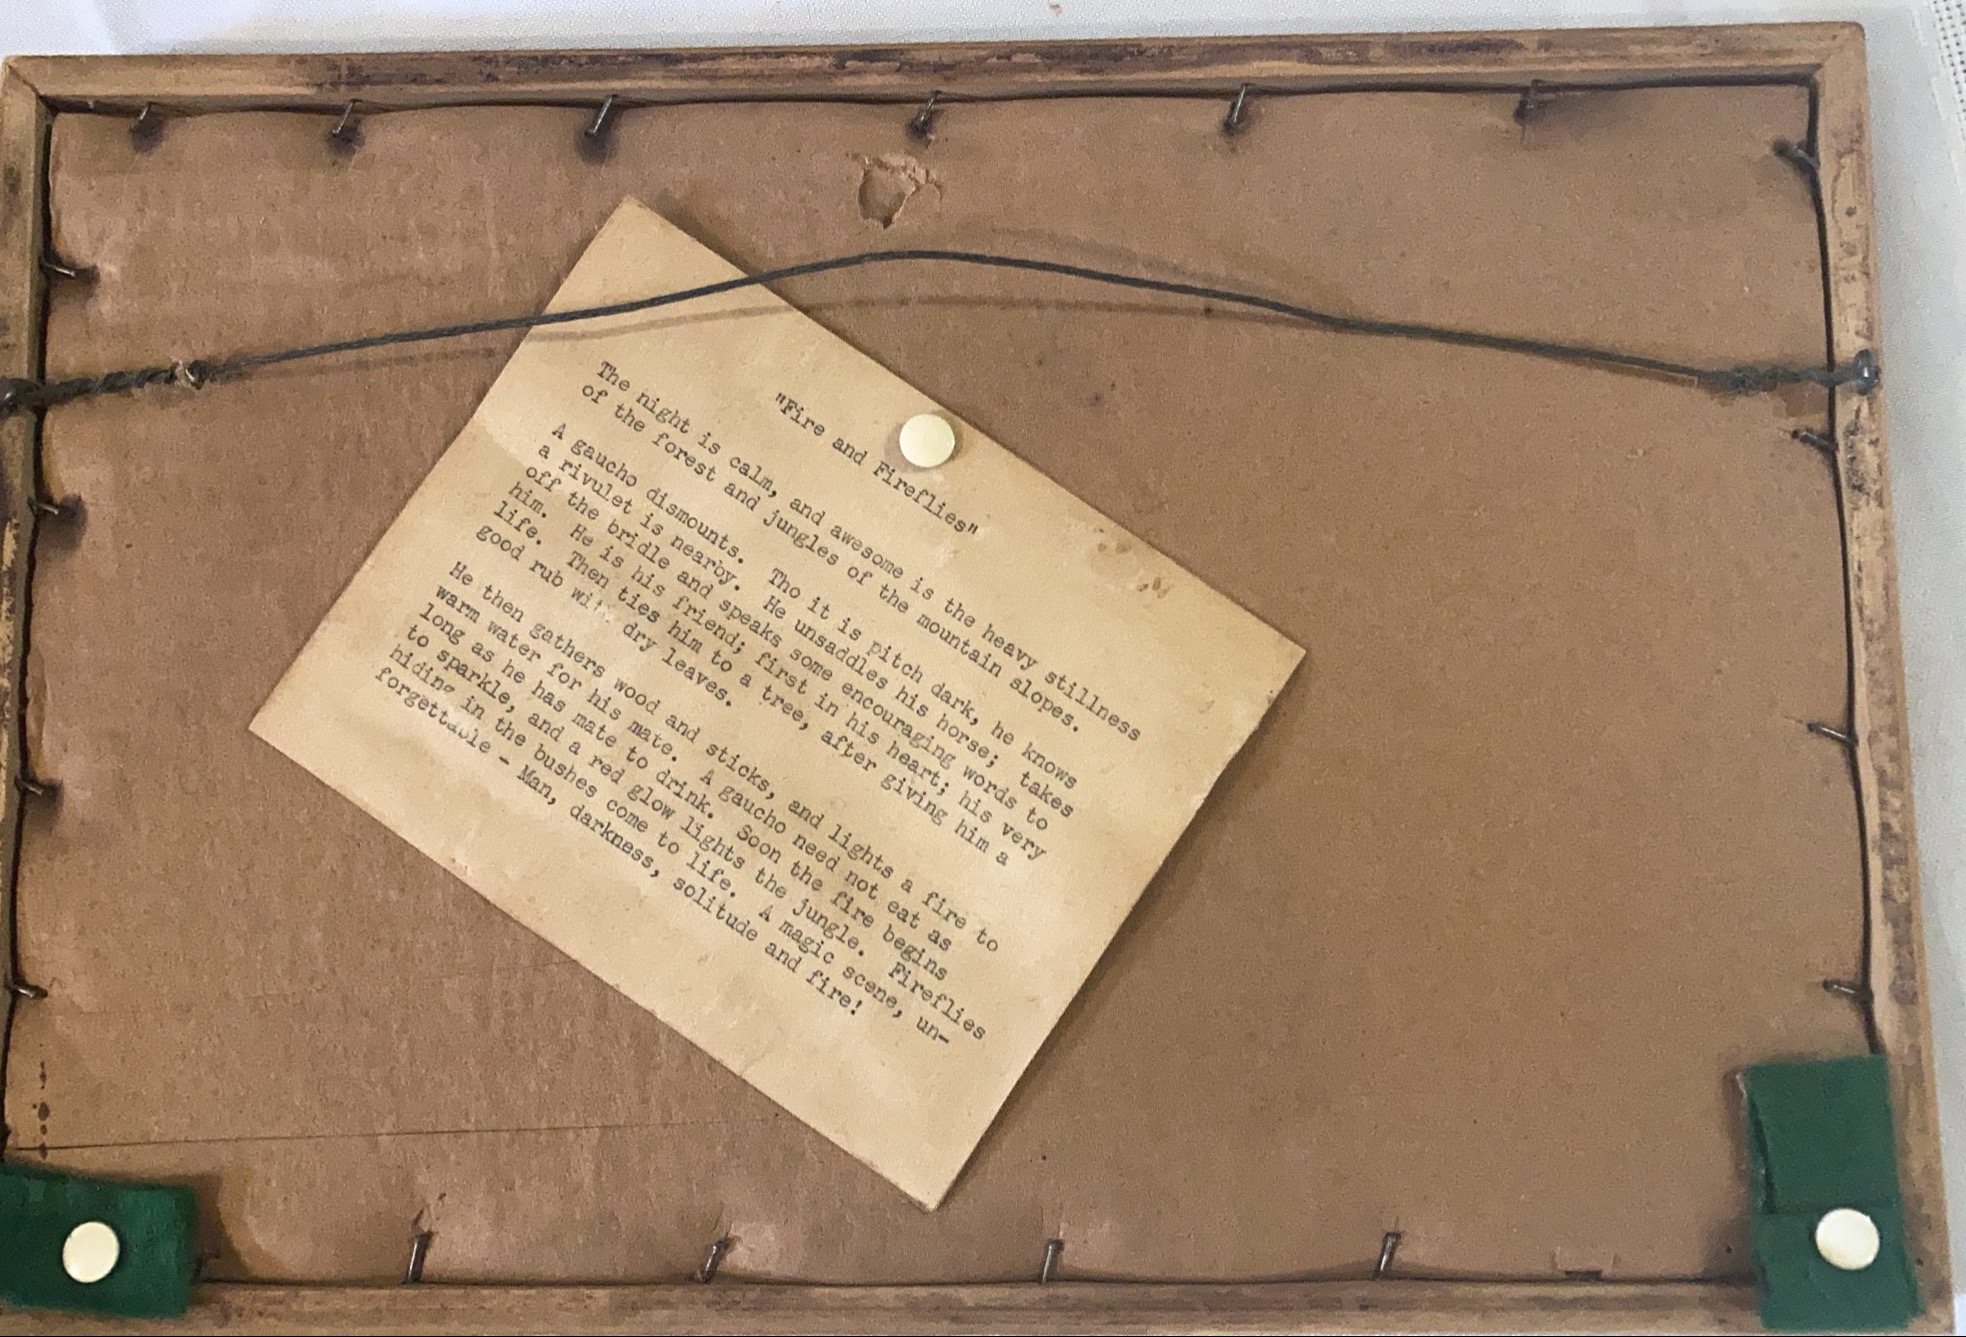 "Fire and Fireflies"
The night is calm, and awesome is the heavy stillness
of the forest and jungles of the mountain slopes.
A gaucho dismounts. Tho it is pitch dark, he knows
a rivulet is nearby. He unsaddles his horse; takes
off the bridle and speaks some encouraging words to
him. He is his friend; first in his heart; his very
life. Then ties him to a tree, after giving him a
good rub with dry leaves.
He then gathers wood and sticks, and lights a fire to
warm water for his mate. A gaucho need not eat as
long as he has mate to drink. Soon the fire begins
to sparkle, and a red glow lights the jungle. Fireflies
hiding in the bushes come to life. A magic scene, un-
forgettable - Man, darkness, solitude and fire!